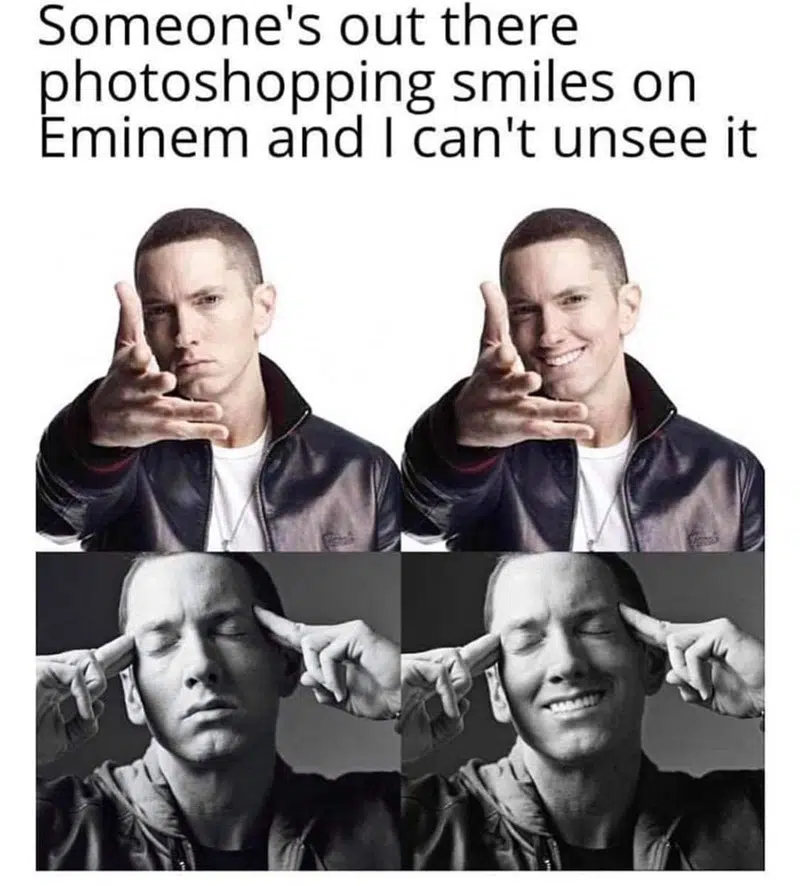 Someone's out there
photoshopping smiles on
Eminem and I can't unsee it